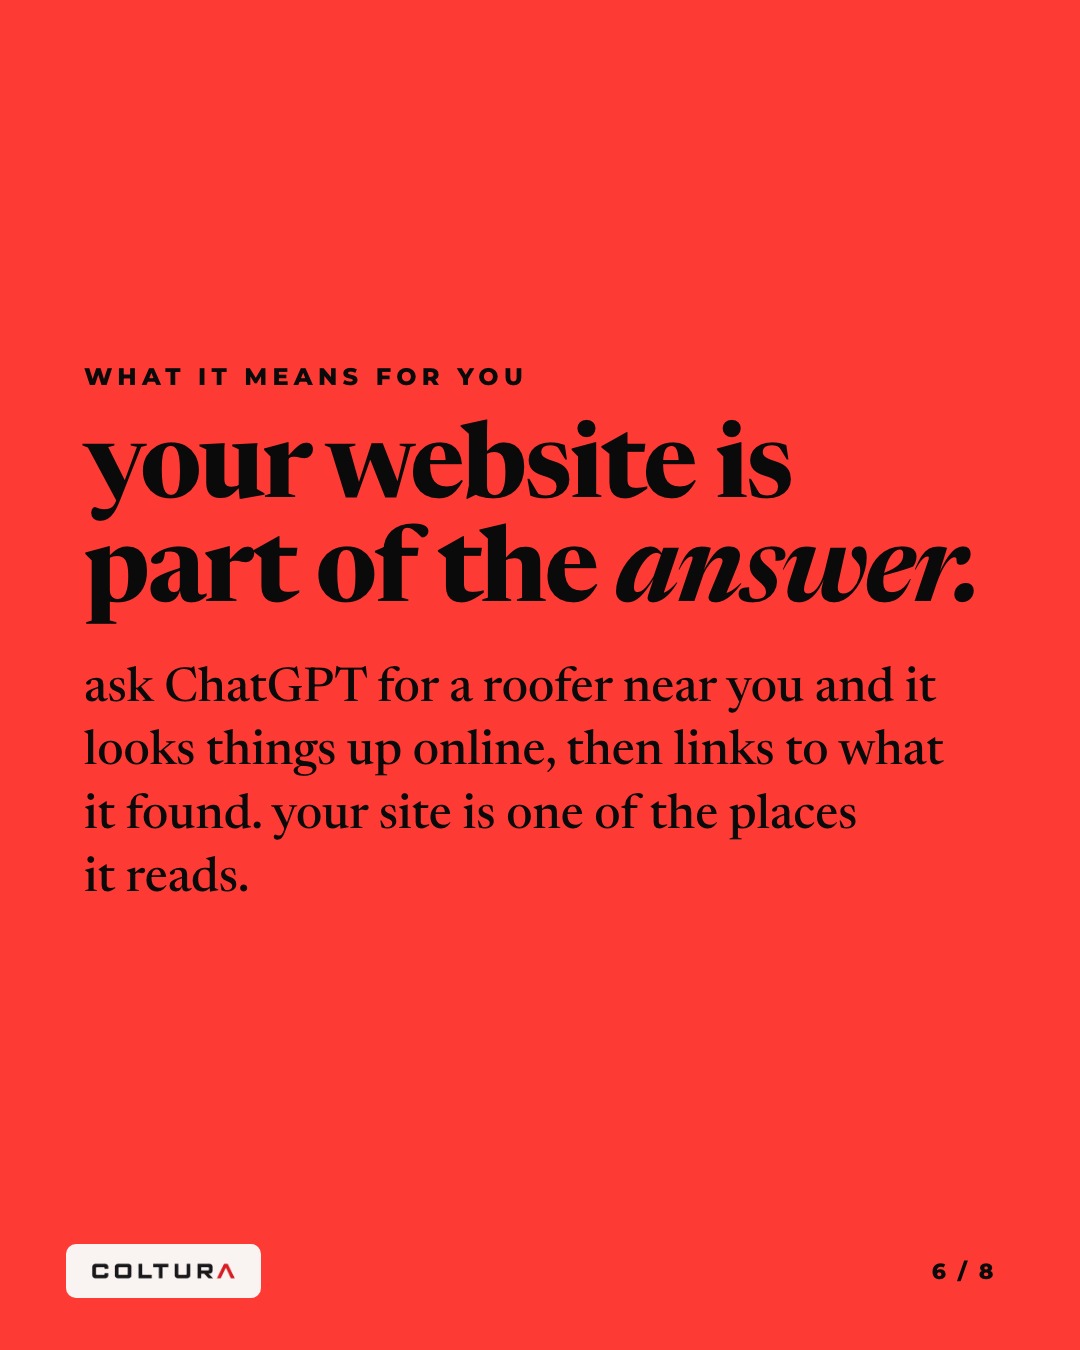 WHAT IT MEANS FOR YOU
your website is
part of the answer.
ask ChatGPT for a roofer near you and it
looks things up online, then links to what
it found. your site is one of the places
it reads.
COLTURA
6 / 8